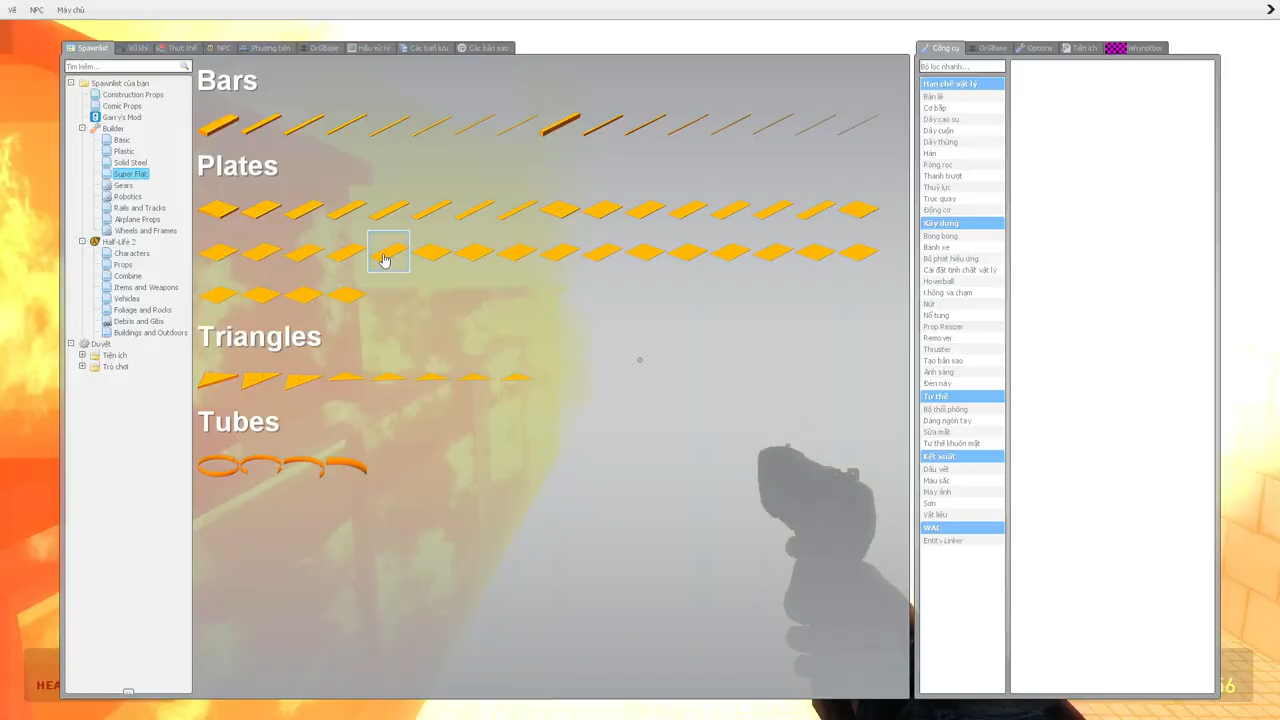 Vẽ NPC Máy chủ
Spawnlist Vũ khí Thực thể NPC Phương tiện DrGBase Hậu xử lý Các bản lưu Các bản sao
Tìm kiếm...
Spawnlist của bạn
Construction Props
Comic Props
Garry's Mod
Builder
Basic
Plastic
Solid Steel
Super Flat
Gears
Robotics
Rails and Tracks
Airplane Props
Wheels and Frames
Half-Life 2
Characters
Props
Combine
Items and Weapons
Vehicles
Foliage and Rocks
Debris and Gibs
Buildings and Outdoors
Duyệt
Tiện ích
Trò chơi
Bars
Plates
Triangles
Tubes
Công cụ DrGBase Options Tiện ích whynotboi
Bộ lọc nhanh...
Hạn chế vật lý
Bản lề
Cơ bắp
Dây cao su
Dây cuộn
Dây thừng
Hàn
Ròng rọc
Thanh trượt
Thuỷ lực
Trục quay
Động cơ
Xây dựng
Bong bóng
Bánh xe
Bộ phát hiệu ứng
Cài đặt tính chất vật lý
Hoverball
Không va chạm
Nút
Nổ tung
Prop Resizer
Remover
Thruster
Tạo bản sao
Ánh sáng
Đèn này
Tư thế
Bộ thổi phồng
Dáng ngón tay
Sửa mắt
Tư thế khuôn mặt
Kết xuất
Dấu vết
Màu sắc
Máy ảnh
Sơn
Vật liệu
WAC
Entity Linker
HEA